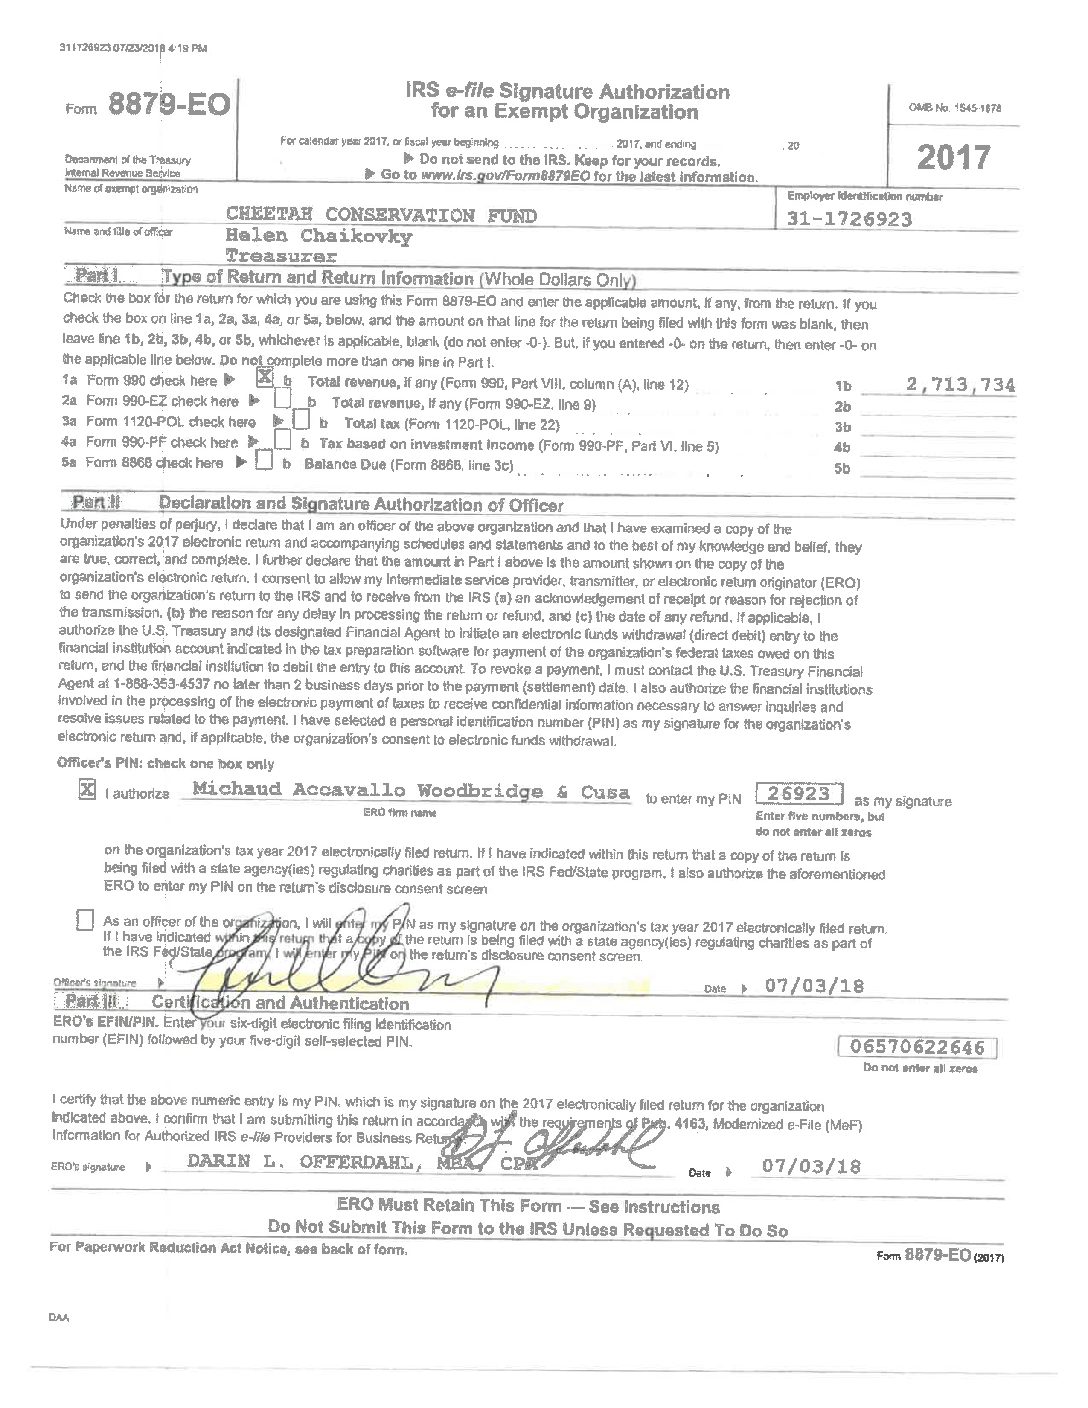 311726923 07/23/2018 4:19 PM
Form 8879-EO
IRS e-file Signature Authorization
for an Exempt Organization
OMB No. 1545-1878
For calendar year 2017, or fiscal year beginning . . . . . . . . . . . . , 2017, and ending , 20
Department of the Treasury
Internal Revenue Service
▶ Do not send to the IRS. Keep for your records.
▶ Go to www.irs.gov/Form8879EO for the latest information.
2017
Name of exempt organization
Employer identification number
CHEETAH CONSERVATION FUND
31-1726923
Name and title of officer
Helen Chaikovky
Treasurer
Part I Type of Return and Return Information (Whole Dollars Only)
Check the box for the return for which you are using this Form 8879-EO and enter the applicable amount, if any, from the return. If you
check the box on line 1a, 2a, 3a, 4a, or 5a, below, and the amount on that line for the return being filed with this form was blank, then
leave line 1b, 2b, 3b, 4b, or 5b, whichever is applicable, blank (do not enter -0-). But, if you entered -0- on the return, then enter -0- on
the applicable line below. Do not complete more than one line in Part I.
1a Form 990 check here ▶ X b Total revenue, if any (Form 990, Part VIII, column (A), line 12) 1b 2,713,734
2a Form 990-EZ check here ▶ b Total revenue, if any (Form 990-EZ, line 9) 2b
3a Form 1120-POL check here ▶ b Total tax (Form 1120-POL, line 22) 3b
4a Form 990-PF check here ▶ b Tax based on investment income (Form 990-PF, Part VI, line 5) 4b
5a Form 8868 check here ▶ b Balance Due (Form 8868, line 3c) 5b
Part II Declaration and Signature Authorization of Officer
Under penalties of perjury, I declare that I am an officer of the above organization and that I have examined a copy of the
organization's 2017 electronic return and accompanying schedules and statements and to the best of my knowledge and belief, they
are true, correct, and complete. I further declare that the amount in Part I above is the amount shown on the copy of the
organization's electronic return. I consent to allow my intermediate service provider, transmitter, or electronic return originator (ERO)
to send the organization's return to the IRS and to receive from the IRS (a) an acknowledgement of receipt or reason for rejection of
the transmission, (b) the reason for any delay in processing the return or refund, and (c) the date of any refund. If applicable, I
authorize the U.S. Treasury and its designated Financial Agent to initiate an electronic funds withdrawal (direct debit) entry to the
financial institution account indicated in the tax preparation software for payment of the organization's federal taxes owed on this
return, and the financial institution to debit the entry to this account. To revoke a payment, I must contact the U.S. Treasury Financial
Agent at 1-888-353-4537 no later than 2 business days prior to the payment (settlement) date. I also authorize the financial institutions
involved in the processing of the electronic payment of taxes to receive confidential information necessary to answer inquiries and
resolve issues related to the payment. I have selected a personal identification number (PIN) as my signature for the organization's
electronic return and, if applicable, the organization's consent to electronic funds withdrawal.
Officer's PIN: check one box only
X I authorize Michaud Accavallo Woodbridge & Cusa to enter my PIN 26923 as my signature
ERO firm name
Enter five numbers, but
do not enter all zeros
on the organization's tax year 2017 electronically filed return. If I have indicated within this return that a copy of the return is
being filed with a state agency(ies) regulating charities as part of the IRS Fed/State program, I also authorize the aforementioned
ERO to enter my PIN on the return's disclosure consent screen
As an officer of the organization, I will enter my PIN as my signature on the organization's tax year 2017 electronically filed return.
If I have indicated within this return that a copy of the return is being filed with a state agency(ies) regulating charities as part of
the IRS Fed/State program, I will enter my PIN on the return's disclosure consent screen.
Officer's signature ▶ Date ▶ 07/03/18
Part III Certification and Authentication
ERO's EFIN/PIN. Enter your six-digit electronic filing identification
number (EFIN) followed by your five-digit self-selected PIN.
06570622646
Do not enter all zeros
I certify that the above numeric entry is my PIN, which is my signature on the 2017 electronically filed return for the organization
indicated above. I confirm that I am submitting this return in accordance with the requirements of Pub. 4163, Modernized e-File (MeF)
Information for Authorized IRS e-file Providers for Business Returns.
ERO's signature ▶ DARIN L. OFFERDAHL, MBA, CPA Date ▶ 07/03/18
ERO Must Retain This Form — See Instructions
Do Not Submit This Form to the IRS Unless Requested To Do So
For Paperwork Reduction Act Notice, see back of form.
Form 8879-EO (2017)
DAA